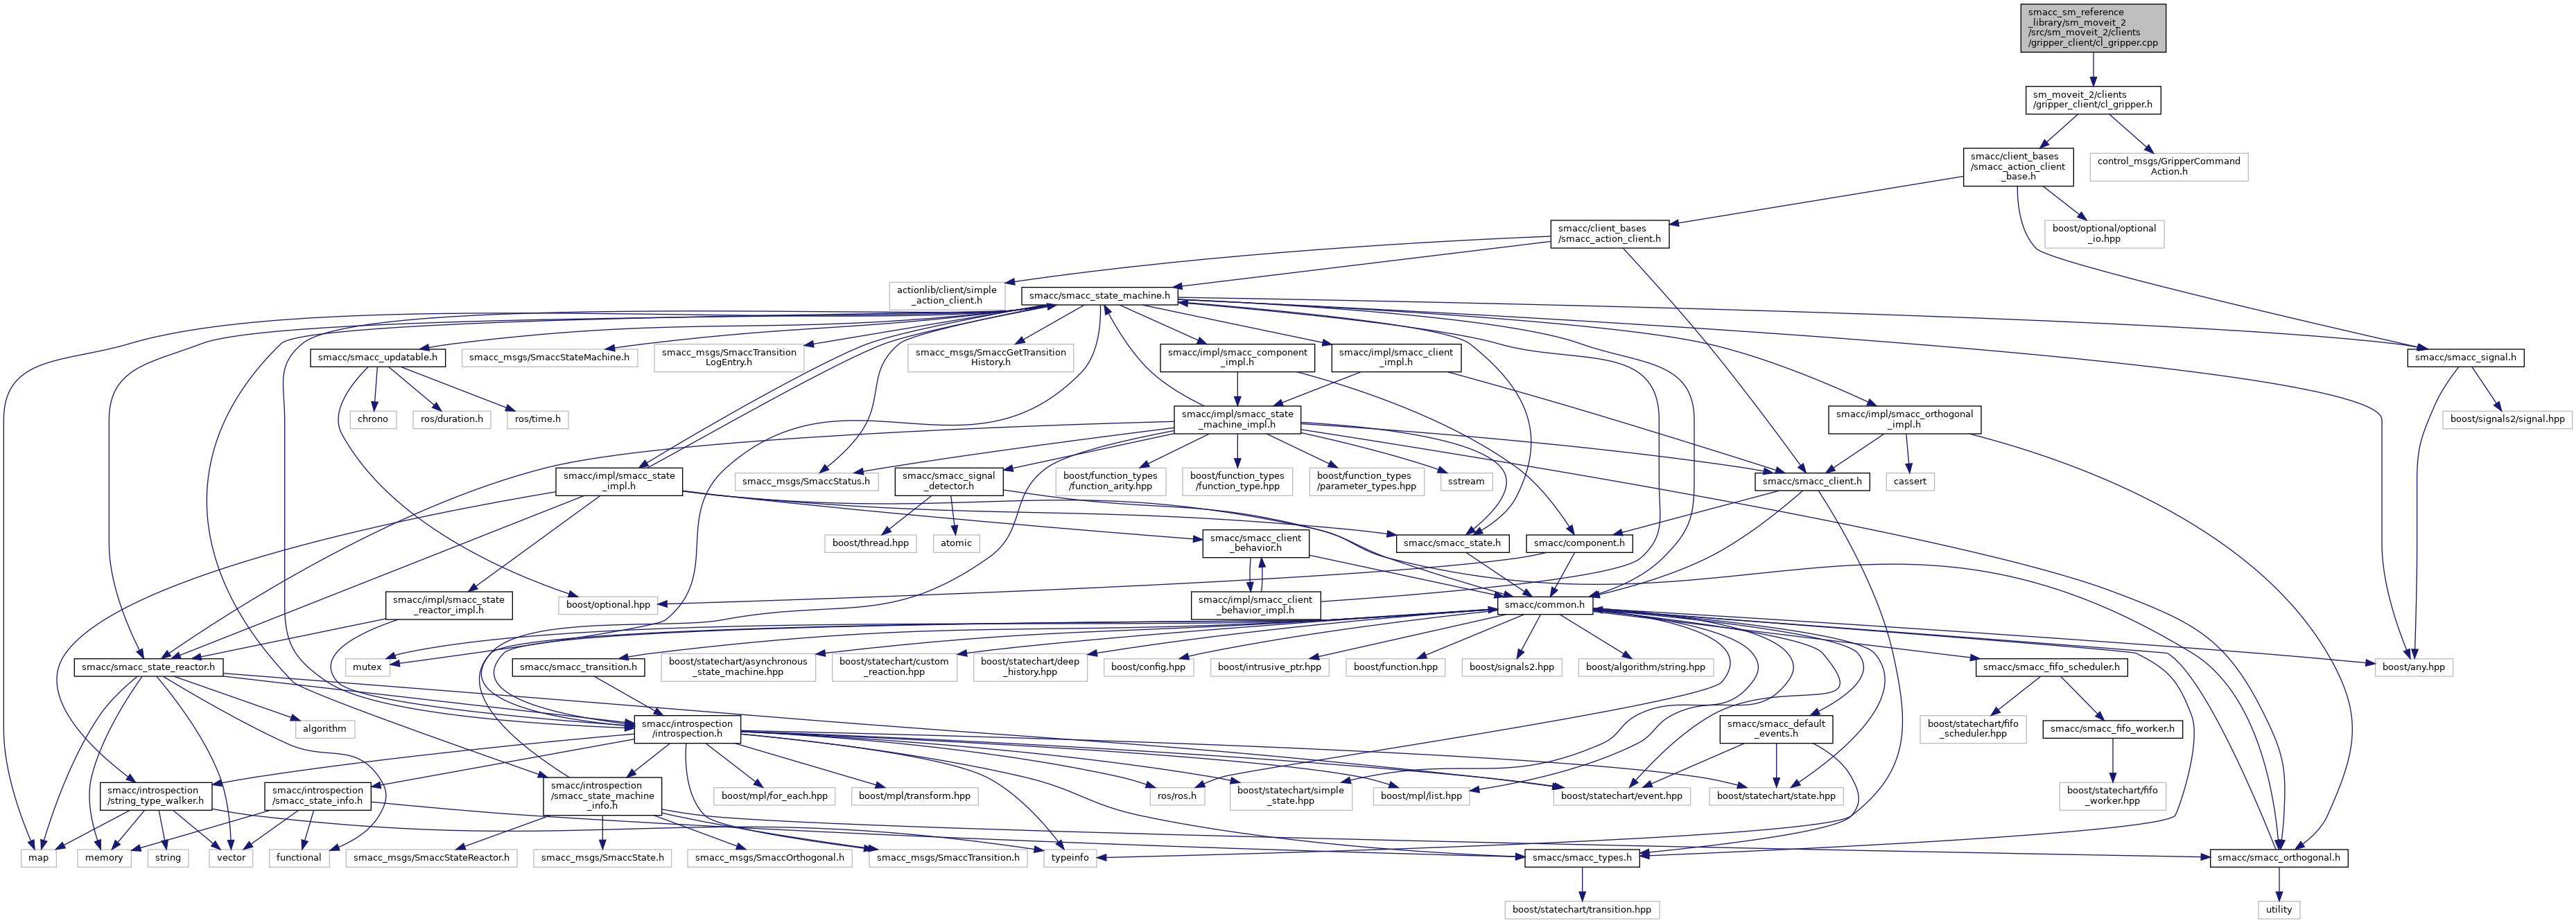 smacc_sm_reference
_library/sm_moveit_2
/src/sm_moveit_2/clients
/gripper_client/cl_gripper.cpp
sm_moveit_2/clients
/gripper_client/cl_gripper.h
smacc/client_bases
/smacc_action_client
_base.h
control_msgs/GripperCommand
Action.h
smacc/client_bases
/smacc_action_client.h
boost/optional/optional
_io.hpp
actionlib/client/simple
_action_client.h
smacc/smacc_state_machine.h
smacc/smacc_updatable.h
smacc_msgs/SmaccStateMachine.h
smacc_msgs/SmaccTransition
LogEntry.h
smacc_msgs/SmaccGetTransition
History.h
smacc/impl/smacc_component
_impl.h
smacc/impl/smacc_client
_impl.h
smacc/smacc_signal.h
chrono
ros/duration.h
ros/time.h
smacc/impl/smacc_state
_machine_impl.h
smacc/impl/smacc_orthogonal
_impl.h
boost/signals2/signal.hpp
smacc/impl/smacc_state
_impl.h
smacc_msgs/SmaccStatus.h
smacc/smacc_signal
_detector.h
boost/function_types
/function_arity.hpp
boost/function_types
/function_type.hpp
boost/function_types
/parameter_types.hpp
sstream
smacc/smacc_client.h
cassert
boost/thread.hpp
atomic
smacc/smacc_client
_behavior.h
smacc/smacc_state.h
smacc/component.h
smacc/impl/smacc_state
_reactor_impl.h
boost/optional.hpp
smacc/impl/smacc_client
_behavior_impl.h
smacc/common.h
smacc/smacc_state_reactor.h
mutex
smacc/smacc_transition.h
boost/statechart/asynchronous
_state_machine.hpp
boost/statechart/custom
_reaction.hpp
boost/statechart/deep
_history.hpp
boost/config.hpp
boost/intrusive_ptr.hpp
boost/function.hpp
boost/signals2.hpp
boost/algorithm/string.hpp
smacc/smacc_fifo_scheduler.h
boost/any.hpp
algorithm
smacc/introspection
/introspection.h
smacc/smacc_default
_events.h
boost/statechart/fifo
_scheduler.hpp
smacc/smacc_fifo_worker.h
smacc/introspection
/string_type_walker.h
smacc/introspection
/smacc_state_info.h
smacc/introspection
/smacc_state_machine
_info.h
boost/mpl/for_each.hpp
boost/mpl/transform.hpp
ros/ros.h
boost/statechart/simple
_state.hpp
boost/mpl/list.hpp
boost/statechart/event.hpp
boost/statechart/state.hpp
boost/statechart/fifo
_worker.hpp
map
memory
string
vector
functional
smacc_msgs/SmaccStateReactor.h
smacc_msgs/SmaccState.h
smacc_msgs/SmaccOrthogonal.h
smacc_msgs/SmaccTransition.h
typeinfo
smacc/smacc_types.h
smacc/smacc_orthogonal.h
boost/statechart/transition.hpp
utility